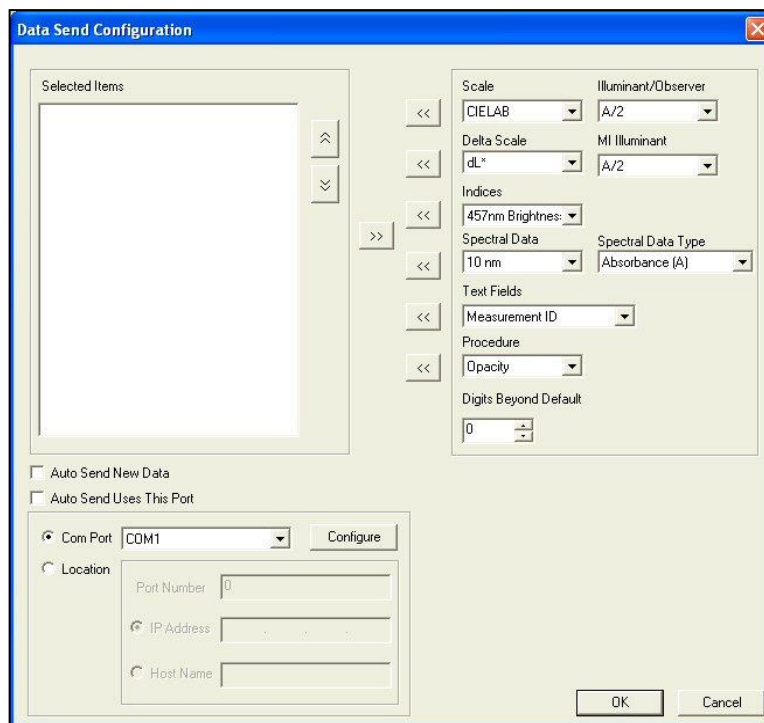 Data Send Configuration
Selected Items
Scale
Illuminant/Observer
<<
CIELAB
A/2
Delta Scale
MI Illuminant
<<
dL*
A/2
Indices
<<
457nm Brightnes
>>
Spectral Data
Spectral Data Type
<<
10 nm
Absorbance (A)
Text Fields
<<
Measurement ID
Procedure
<<
Opacity
Digits Beyond Default
0
Auto Send New Data
Auto Send Uses This Port
Com Port
COM1
Configure
Location
Port Number
0
IP Address
. . .
Host Name
OK
Cancel